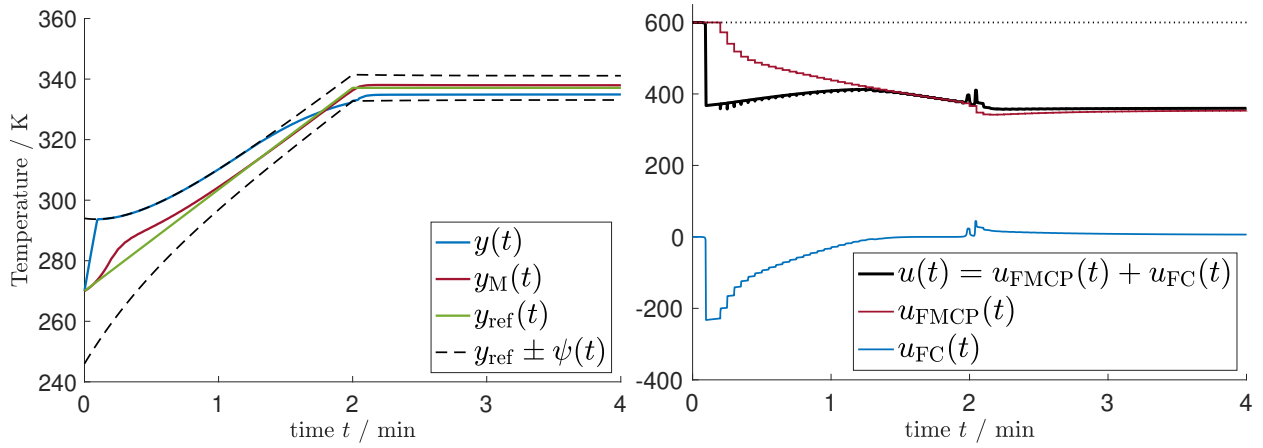 360
340
320
300
280
260
240
Temperature / K
0
1
2
3
4
time t / min
y(t)
y_M(t)
y_ref(t)
y_ref ± ψ(t)
600
400
200
0
-200
-400
0
1
2
3
4
time t / min
u(t) = u_FMCP(t) + u_FC(t)
u_FMCP(t)
u_FC(t)